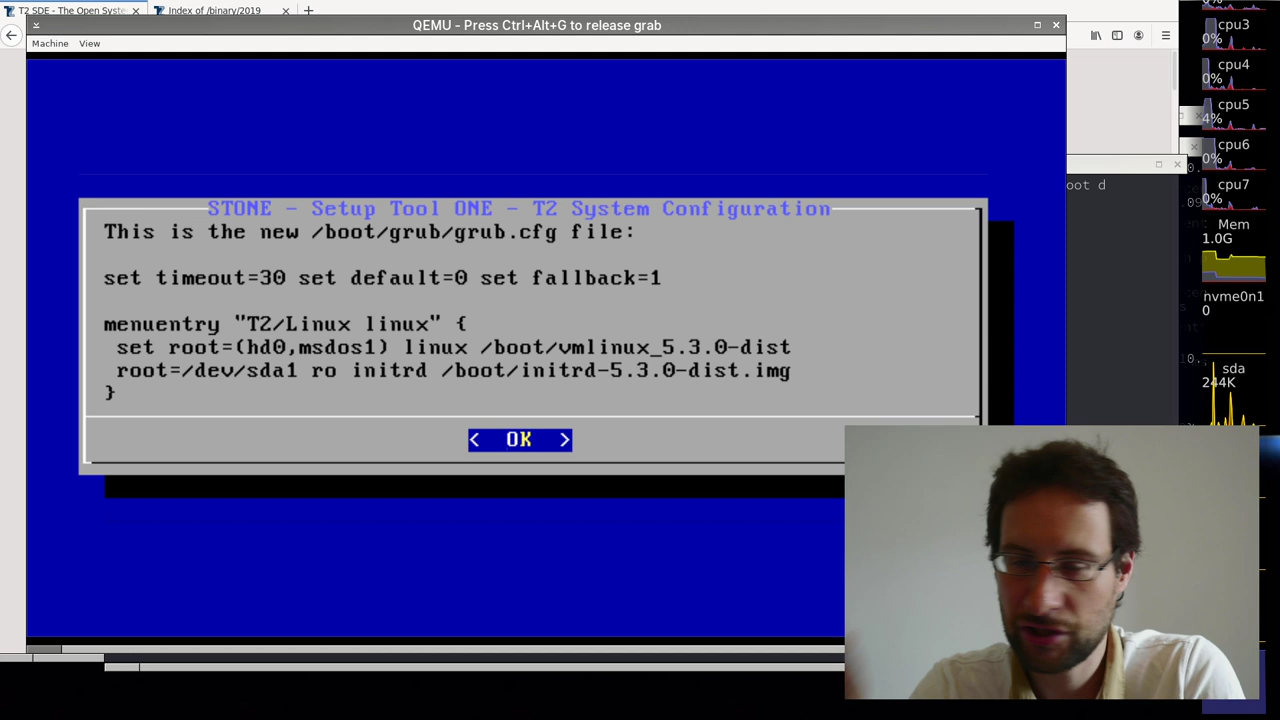 T2 SDE - The Open Syste
Index of /binary/2019
QEMU - Press Ctrl+Alt+G to release grab
Machine View
STONE - Setup Tool ONE - T2 System Configuration
This is the new /boot/grub/grub.cfg file:
set timeout=30 set default=0 set fallback=1
menuentry "T2/Linux linux" {
set root=(hd0,msdos1) linux /boot/vmlinux_5.3.0-dist
root=/dev/sda1 ro initrd /boot/initrd-5.3.0-dist.img
}
< OK >
oot d
0%
cpu3
0%
cpu4
0%
cpu5
4%
cpu6
0%
cpu7
0%
Mem
1.0G
nvme0n1
0
sda
244K